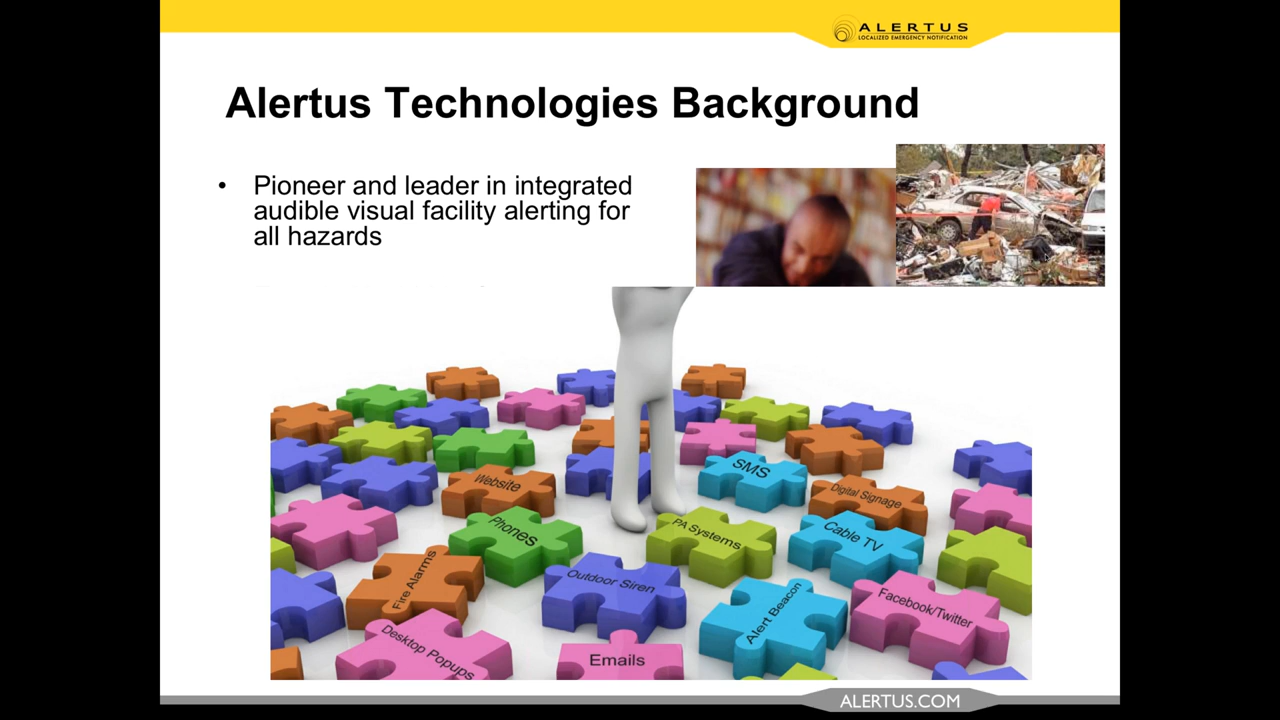 ALERTUS
LOCALIZED EMERGENCY NOTIFICATION
Alertus Technologies Background
• Pioneer and leader in integrated
audible visual facility alerting for
all hazards
SMS
Website
Digital Signage
Phones
PA Systems
Cable TV
Fire Alarms
Outdoor Siren
Alert Beacon
Facebook/Twitter
Desktop Popups
Emails
ALERTUS.COM